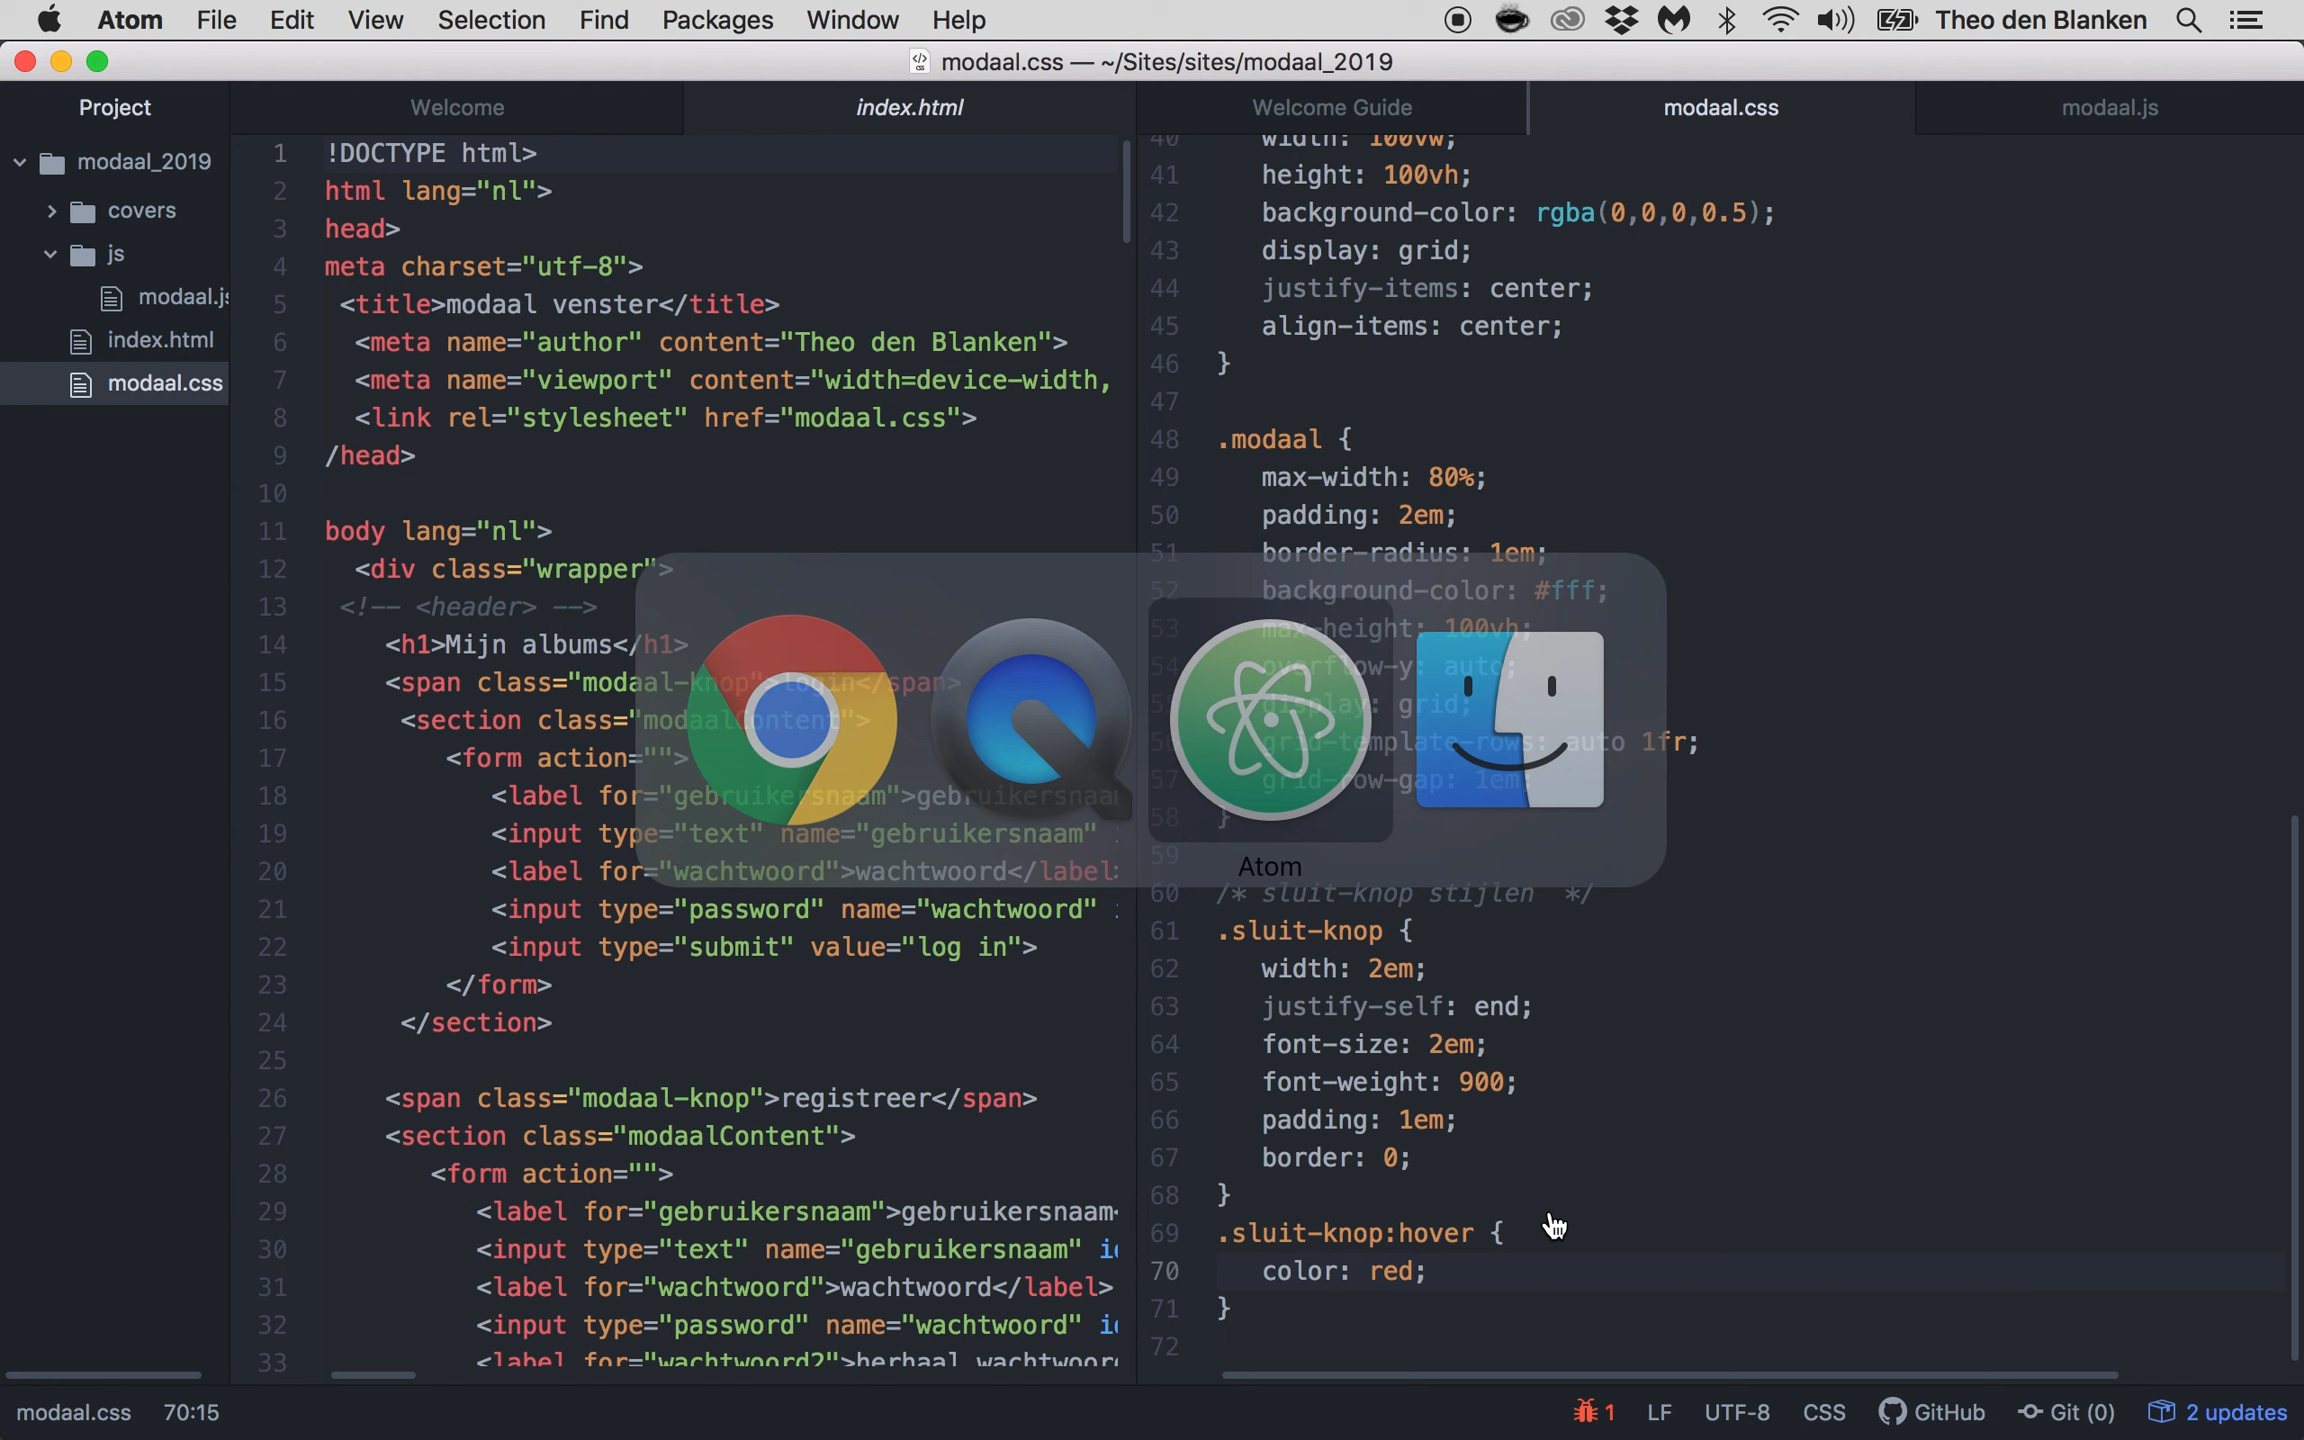 Atom File Edit View Selection Find Packages Window Help Theo den Blanken
modaal.css — ~/Sites/sites/modaal_2019
Project
modaal_2019
covers
js
modaal.js
index.html
modaal.css
Welcome index.html
1 !DOCTYPE html>
2 html lang="nl">
3 head>
4 meta charset="utf-8">
5 <title>modaal venster</title>
6 <meta name="author" content="Theo den Blanken">
7 <meta name="viewport" content="width=device-width,
8 <link rel="stylesheet" href="modaal.css">
9 /head>
10
11 body lang="nl">
12 <div class="wrapper">
13 <!-- <header> -->
14 <h1>Mijn albums</h1>
15 <span class="modaal-knop">login</span>
16 <section class="modaalContent">
17 <form action="">
18 <label for="gebruikersnaam">gebruikersnaam
19 <input type="text" name="gebruikersnaam"
20 <label for="wachtwoord">wachtwoord</label>
21 <input type="password" name="wachtwoord"
22 <input type="submit" value="log in">
23 </form>
24 </section>
25
26 <span class="modaal-knop">registreer</span>
27 <section class="modaalContent">
28 <form action="">
29 <label for="gebruikersnaam">gebruikersnaam<
30 <input type="text" name="gebruikersnaam" i
31 <label for="wachtwoord">wachtwoord</label>
32 <input type="password" name="wachtwoord" i
33 <label for="wachtwoord2">herhaal wachtwoor
Welcome Guide modaal.css modaal.js
40 width: 100vw;
41 height: 100vh;
42 background-color: rgba(0,0,0,0.5);
43 display: grid;
44 justify-items: center;
45 align-items: center;
46 }
47
48 .modaal {
49 max-width: 80%;
50 padding: 2em;
51 border-radius: 1em;
52 background-color: #fff;
53 max-height: 100vh;
54 overflow-y: auto;
55 display: grid;
56 grid-template-rows: auto 1fr;
57 grid-row-gap: 1em;
58 }
59
60 /* sluit-knop stijlen */
61 .sluit-knop {
62 width: 2em;
63 justify-self: end;
64 font-size: 2em;
65 font-weight: 900;
66 padding: 1em;
67 border: 0;
68 }
69 .sluit-knop:hover {
70 color: red;
71 }
72
Atom
modaal.css 70:15 1 LF UTF-8 CSS GitHub Git (0) 2 updates